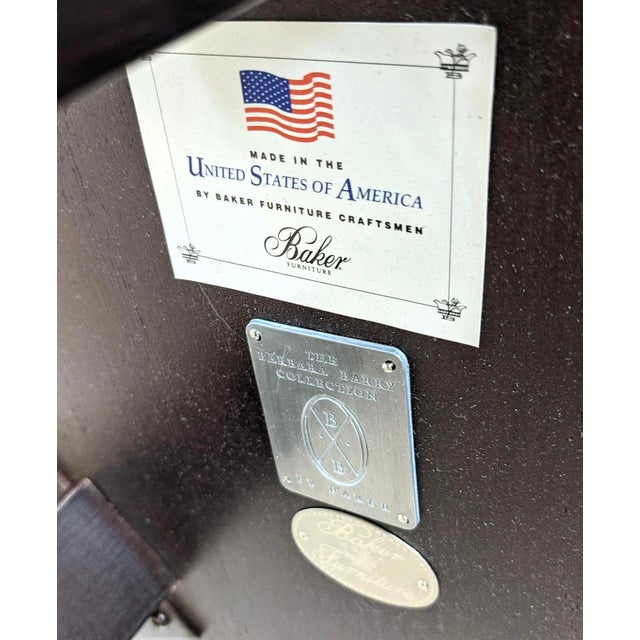 MADE IN THE
UNITED STATES OF AMERICA
BY BAKER FURNITURE CRAFTSMEN
Baker
FURNITURE
THE
BARBARA BARRY
COLLECTION
B
B
BY BAKER
Baker
Furniture